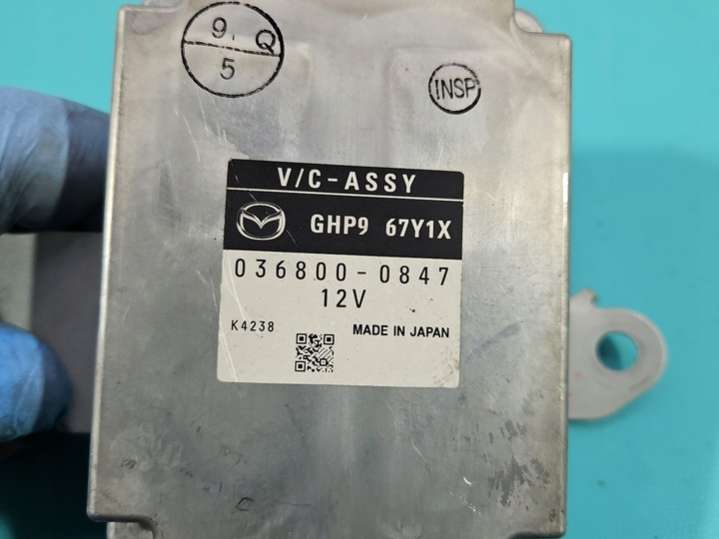 9. Q
5
INSP
V/C-ASSY
GHP9 67Y1X
036800-0847
12V
K4238 MADE IN JAPAN
C